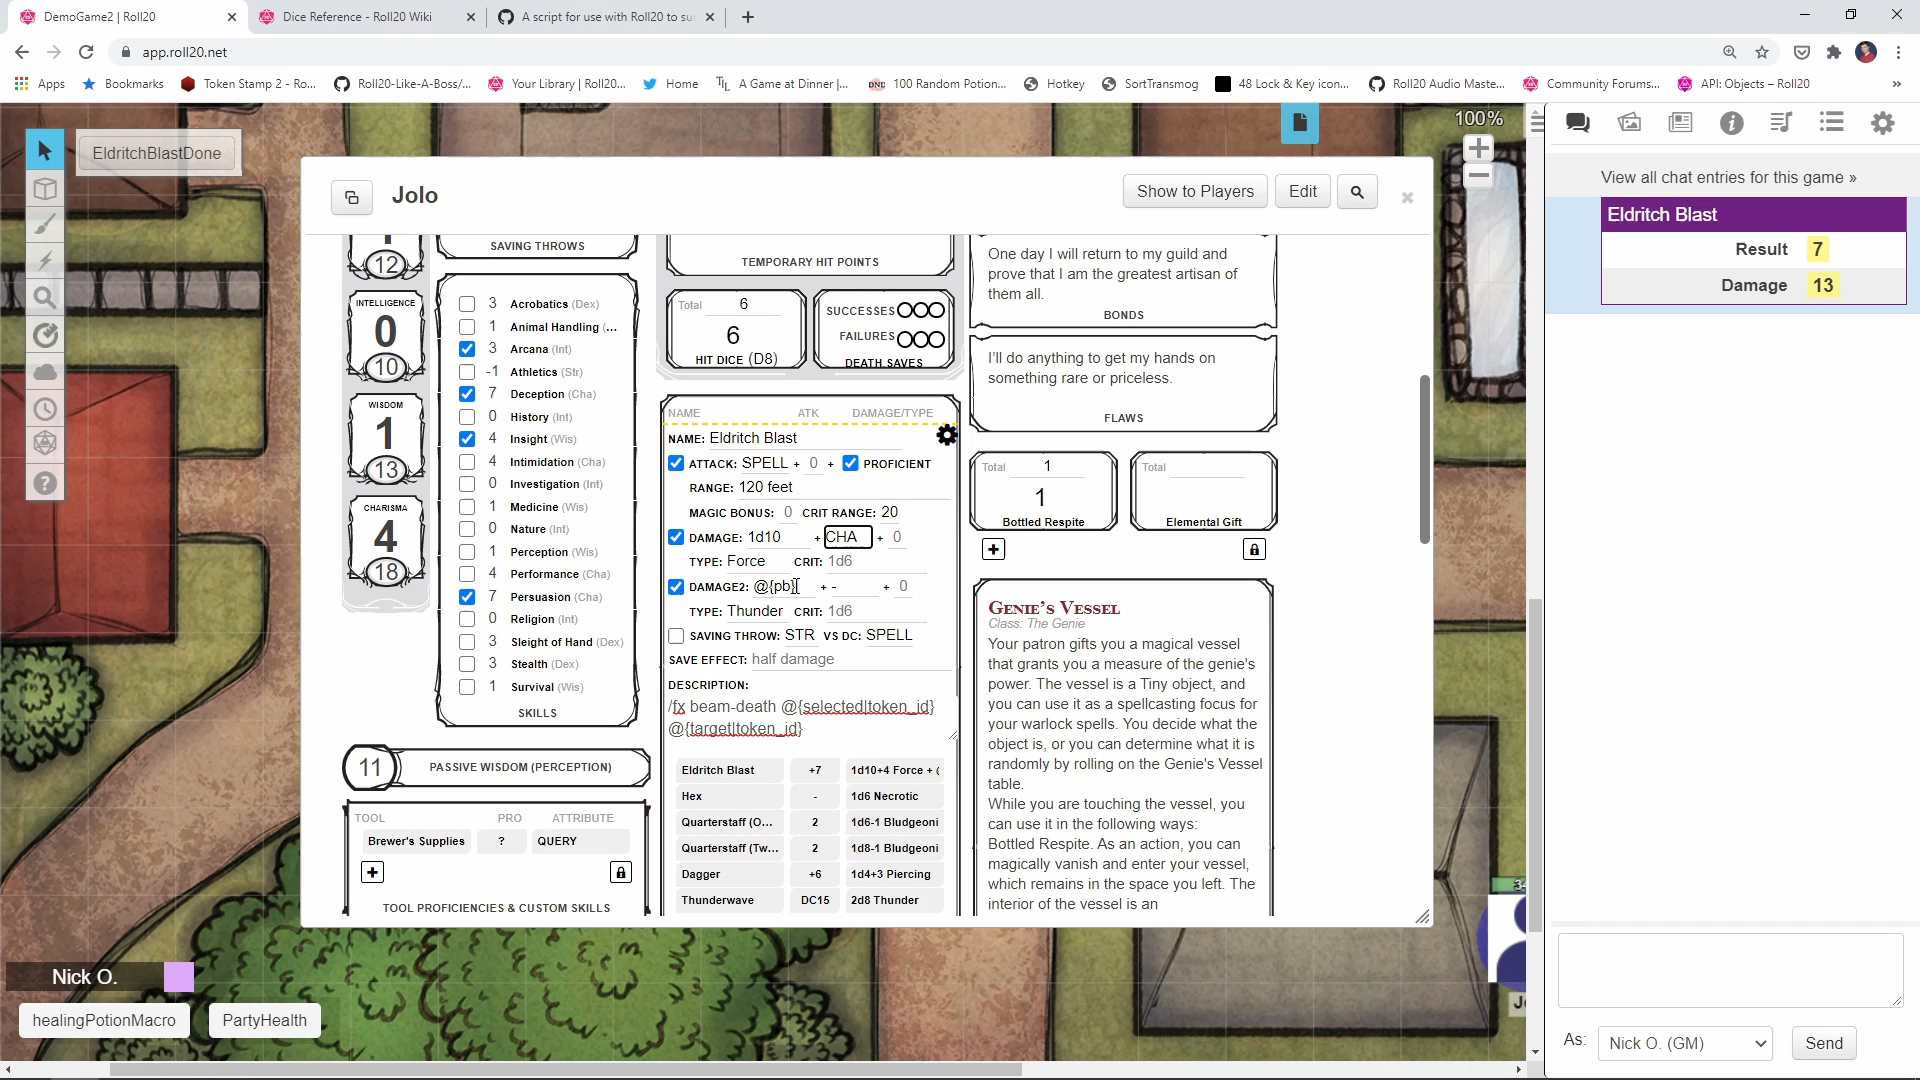 DemoGame2 | Roll20
Dice Reference - Roll20 Wiki
A script for use with Roll20 to su
app.roll20.net
Apps
Bookmarks
Token Stamp 2 - Ro...
Roll20-Like-A-Boss/...
Your Library | Roll20...
Home
A Game at Dinner |...
100 Random Potion...
Hotkey
SortTransmog
48 Lock & Key icon...
Roll20 Audio Maste...
Community Forums...
API: Objects – Roll20
»
100%
EldritchBlastDone
Jolo
Show to Players
Edit
View all chat entries for this game »
Eldritch Blast
Result 7
Damage 13
12
INTELLIGENCE
0
10
WISDOM
1
13
CHARISMA
4
18
SAVING THROWS
3 Acrobatics (Dex)
1 Animal Handling (...
3 Arcana (Int)
-1 Athletics (Str)
7 Deception (Cha)
0 History (Int)
4 Insight (Wis)
4 Intimidation (Cha)
0 Investigation (Int)
1 Medicine (Wis)
0 Nature (Int)
1 Perception (Wis)
4 Performance (Cha)
7 Persuasion (Cha)
0 Religion (Int)
3 Sleight of Hand (Dex)
3 Stealth (Dex)
1 Survival (Wis)
SKILLS
11 PASSIVE WISDOM (PERCEPTION)
TOOL PRO ATTRIBUTE
Brewer's Supplies ? QUERY
TOOL PROFICIENCIES & CUSTOM SKILLS
TEMPORARY HIT POINTS
Total 6
6
HIT DICE (D8)
SUCCESSES
FAILURES
DEATH SAVES
NAME ATK DAMAGE/TYPE
NAME: Eldritch Blast
ATTACK: SPELL + 0 + PROFICIENT
RANGE: 120 feet
MAGIC BONUS: 0 CRIT RANGE: 20
DAMAGE: 1d10 + CHA + 0
TYPE: Force CRIT: 1d6
DAMAGE2: @{pb} + - + 0
TYPE: Thunder CRIT: 1d6
SAVING THROW: STR VS DC: SPELL
SAVE EFFECT: half damage
DESCRIPTION:
/fx beam-death @{selected|token_id}
@{target|token_id}
Eldritch Blast +7 1d10+4 Force + (
Hex - 1d6 Necrotic
Quarterstaff (O... 2 1d6-1 Bludgeoni
Quarterstaff (Tw... 2 1d8-1 Bludgeoni
Dagger +6 1d4+3 Piercing
Thunderwave DC15 2d8 Thunder
One day I will return to my guild and
prove that I am the greatest artisan of
them all.
BONDS
I'll do anything to get my hands on
something rare or priceless.
FLAWS
Total 1
1
Bottled Respite
Total
Elemental Gift
GENIE'S VESSEL
Class: The Genie
Your patron gifts you a magical vessel
that grants you a measure of the genie's
power. The vessel is a Tiny object, and
you can use it as a spellcasting focus for
your warlock spells. You decide what the
object is, or you can determine what it is
randomly by rolling on the Genie's Vessel
table.
While you are touching the vessel, you
can use it in the following ways:
Bottled Respite. As an action, you can
magically vanish and enter your vessel,
which remains in the space you left. The
interior of the vessel is an
Nick O.
healingPotionMacro
PartyHealth
As: Nick O. (GM)
Send